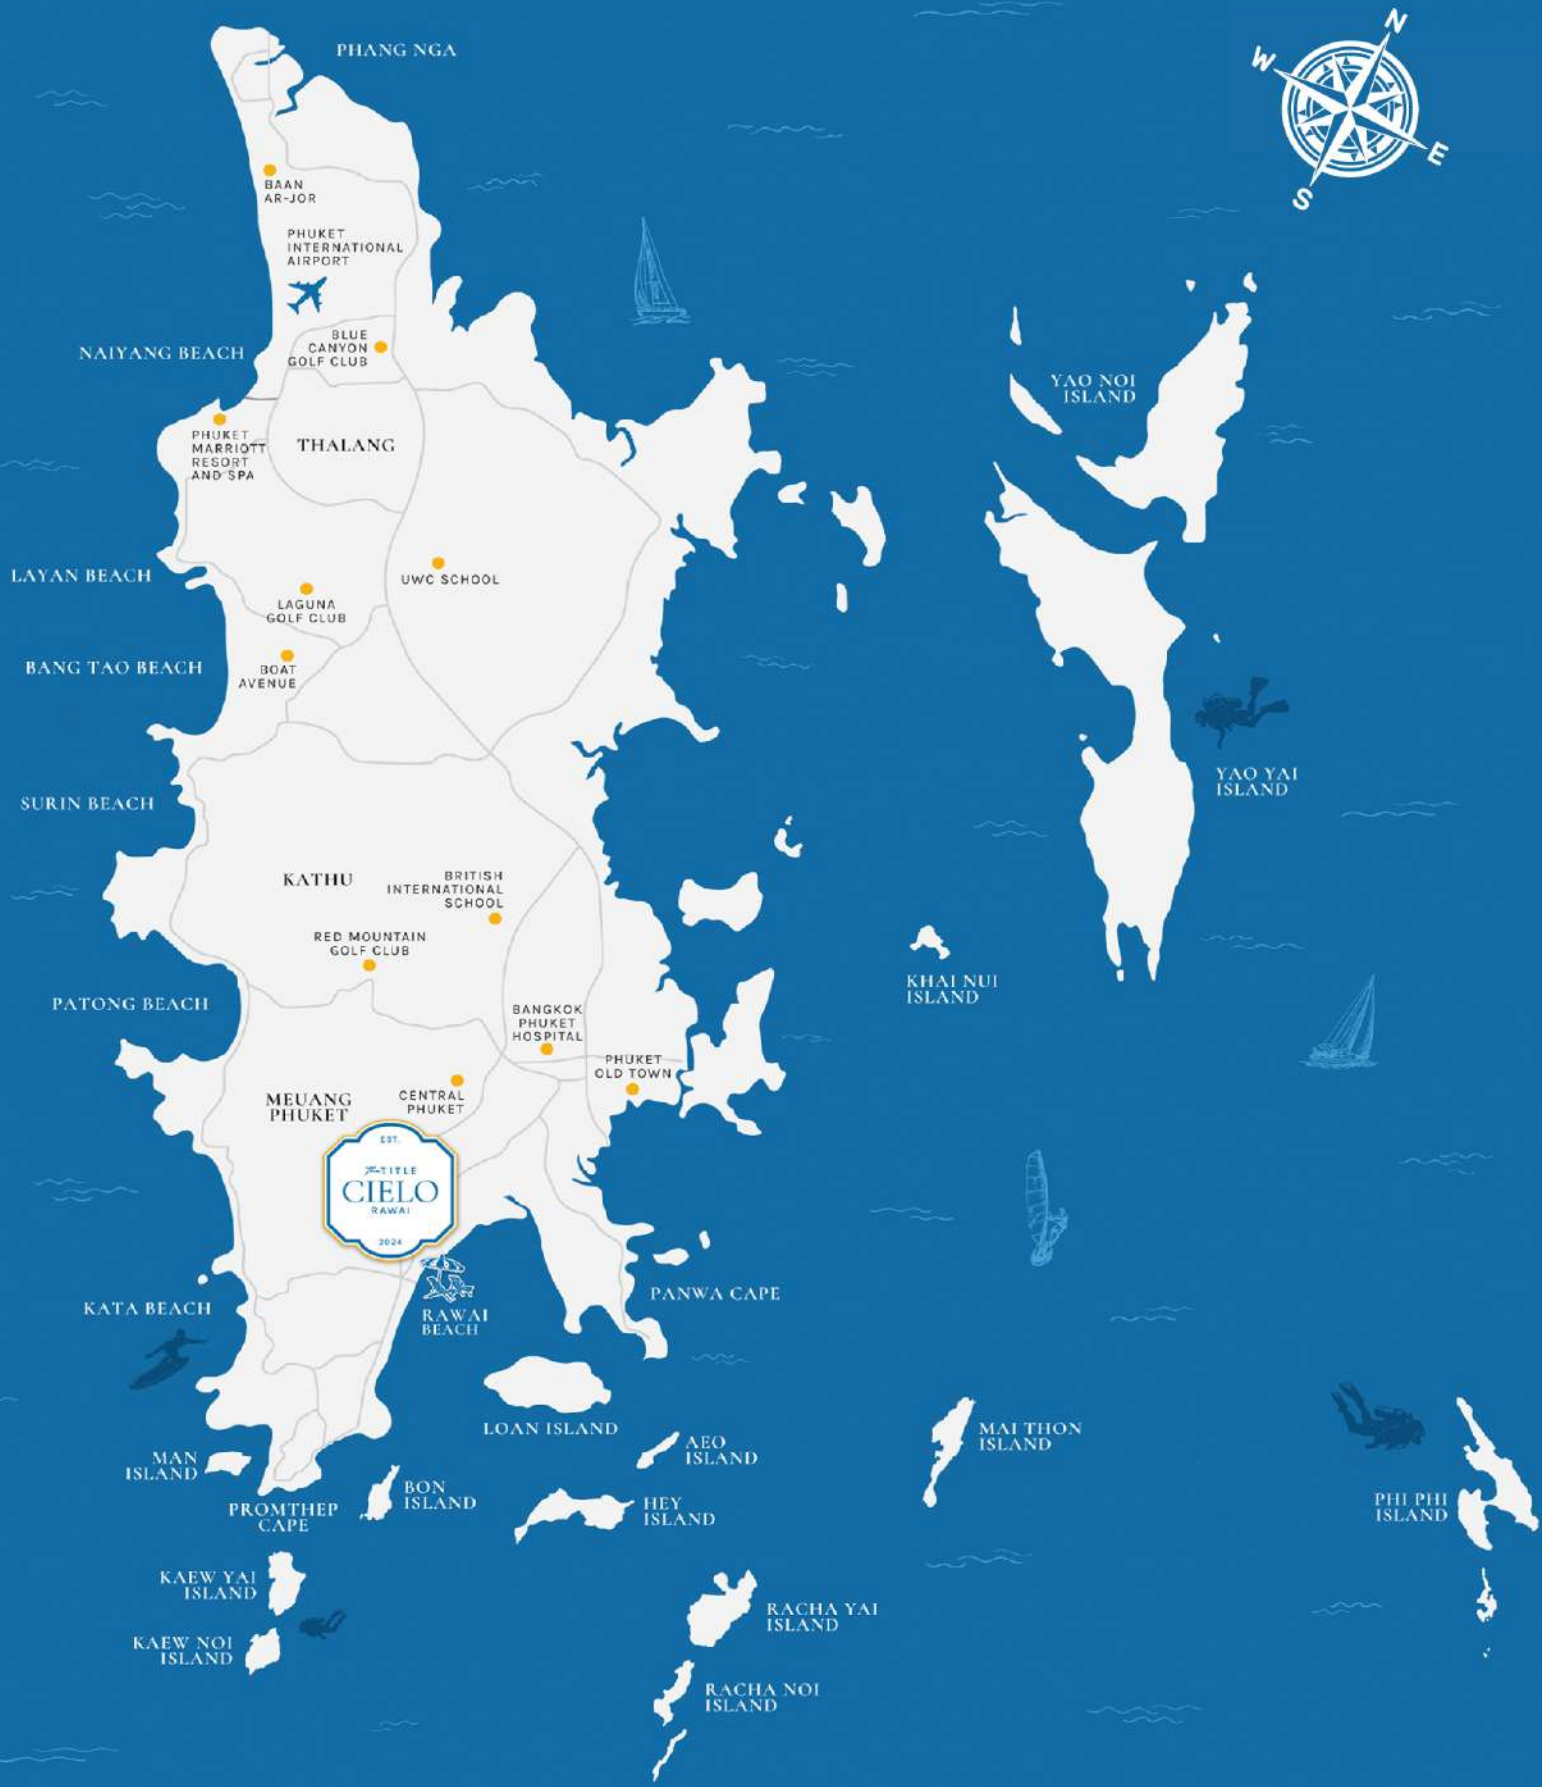 PHANG NGA
N
W
E
S
BAAN
AR-JOR
PHUKET
INTERNATIONAL
AIRPORT
BLUE
CANYON
GOLF CLUB
NAIYANG BEACH
YAO NOI
ISLAND
PHUKET
MARRIOTT
RESORT
AND SPA
THALANG
LAYAN BEACH
UWC SCHOOL
LAGUNA
GOLF CLUB
BANG TAO BEACH
BOAT
AVENUE
YAO YAI
ISLAND
SURIN BEACH
KATHU
BRITISH
INTERNATIONAL
SCHOOL
RED MOUNTAIN
GOLF CLUB
KHAI NUI
ISLAND
PATONG BEACH
BANGKOK
PHUKET
HOSPITAL
PHUKET
OLD TOWN
MEUANG
PHUKET
CENTRAL
PHUKET
EST.
The TITLE
CIELO
RAWAI
2024
PANWA CAPE
KATA BEACH
RAWAI
BEACH
LOAN ISLAND
MAI THON
ISLAND
AEO
ISLAND
MAN
ISLAND
BON
ISLAND
HEY
ISLAND
PHI PHI
ISLAND
PROMTHEP
CAPE
KAEW YAI
ISLAND
RACHA YAI
ISLAND
KAEW NOI
ISLAND
RACHA NOI
ISLAND